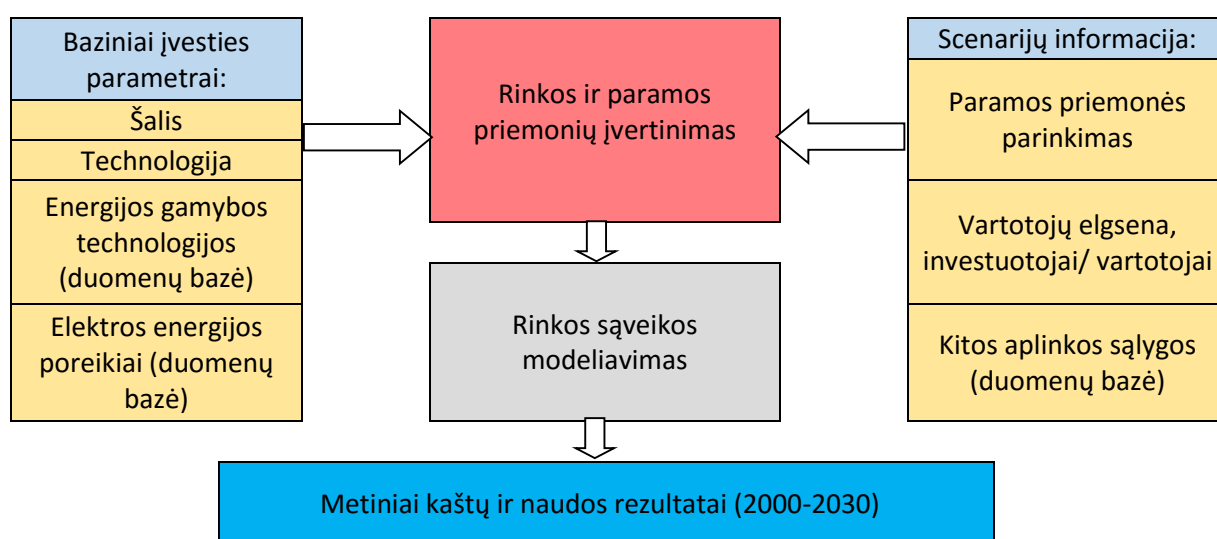 Baziniai įvesties
parametrai:
Šalis
Technologija
Energijos gamybos
technologijos
(duomenų bazė)
Elektros energijos
poreikiai (duomenų
bazė)
Rinkos ir paramos
priemonių įvertinimas
Rinkos sąveikos
modeliavimas
Scenarijų informacija:
Paramos priemonės
parinkimas
Vartotojų elgsena,
investuotojai/ vartotojai
Kitos aplinkos sąlygos
(duomenų bazė)
Metiniai kaštų ir naudos rezultatai (2000-2030)